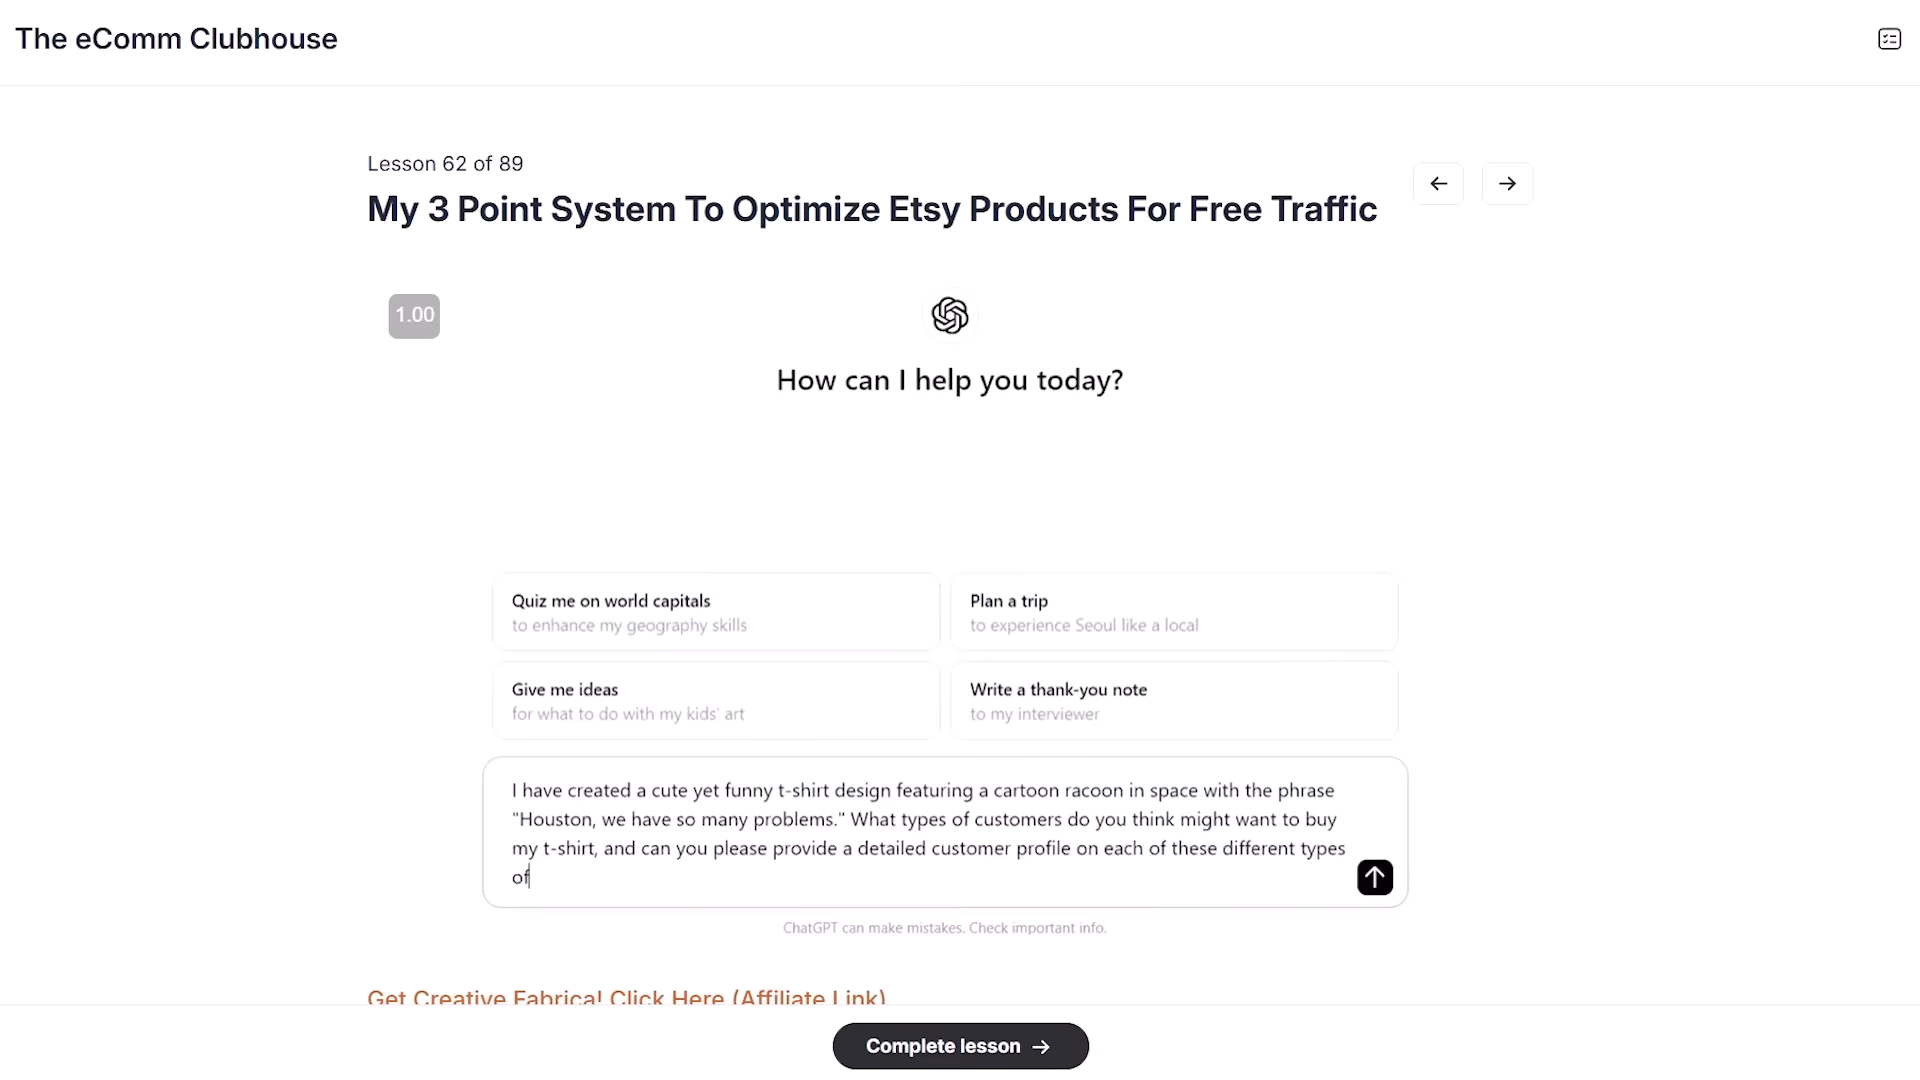 The eComm Clubhouse
Lesson 62 of 89
My 3 Point System To Optimize Etsy Products For Free Traffic
1.00
How can I help you today?
Quiz me on world capitals
to enhance my geography skills
Plan a trip
to experience Seoul like a local
Give me ideas
for what to do with my kids' art
Write a thank-you note
to my interviewer
I have created a cute yet funny t-shirt design featuring a cartoon racoon in space with the phrase
"Houston, we have so many problems." What types of customers do you think might want to buy
my t-shirt, and can you please provide a detailed customer profile on each of these different types
of
ChatGPT can make mistakes. Check important info.
Get Creative Fabrica! Click Here (Affiliate Link)
Complete lesson →